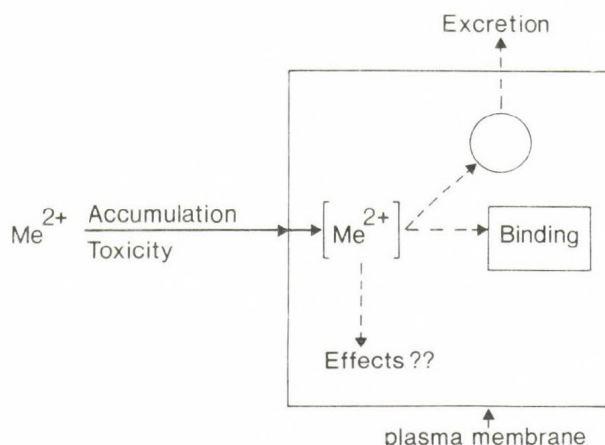 Excretion
Me2+
Accumulation
Toxicity
[Me2+]
Binding
Effects ??
plasma membrane